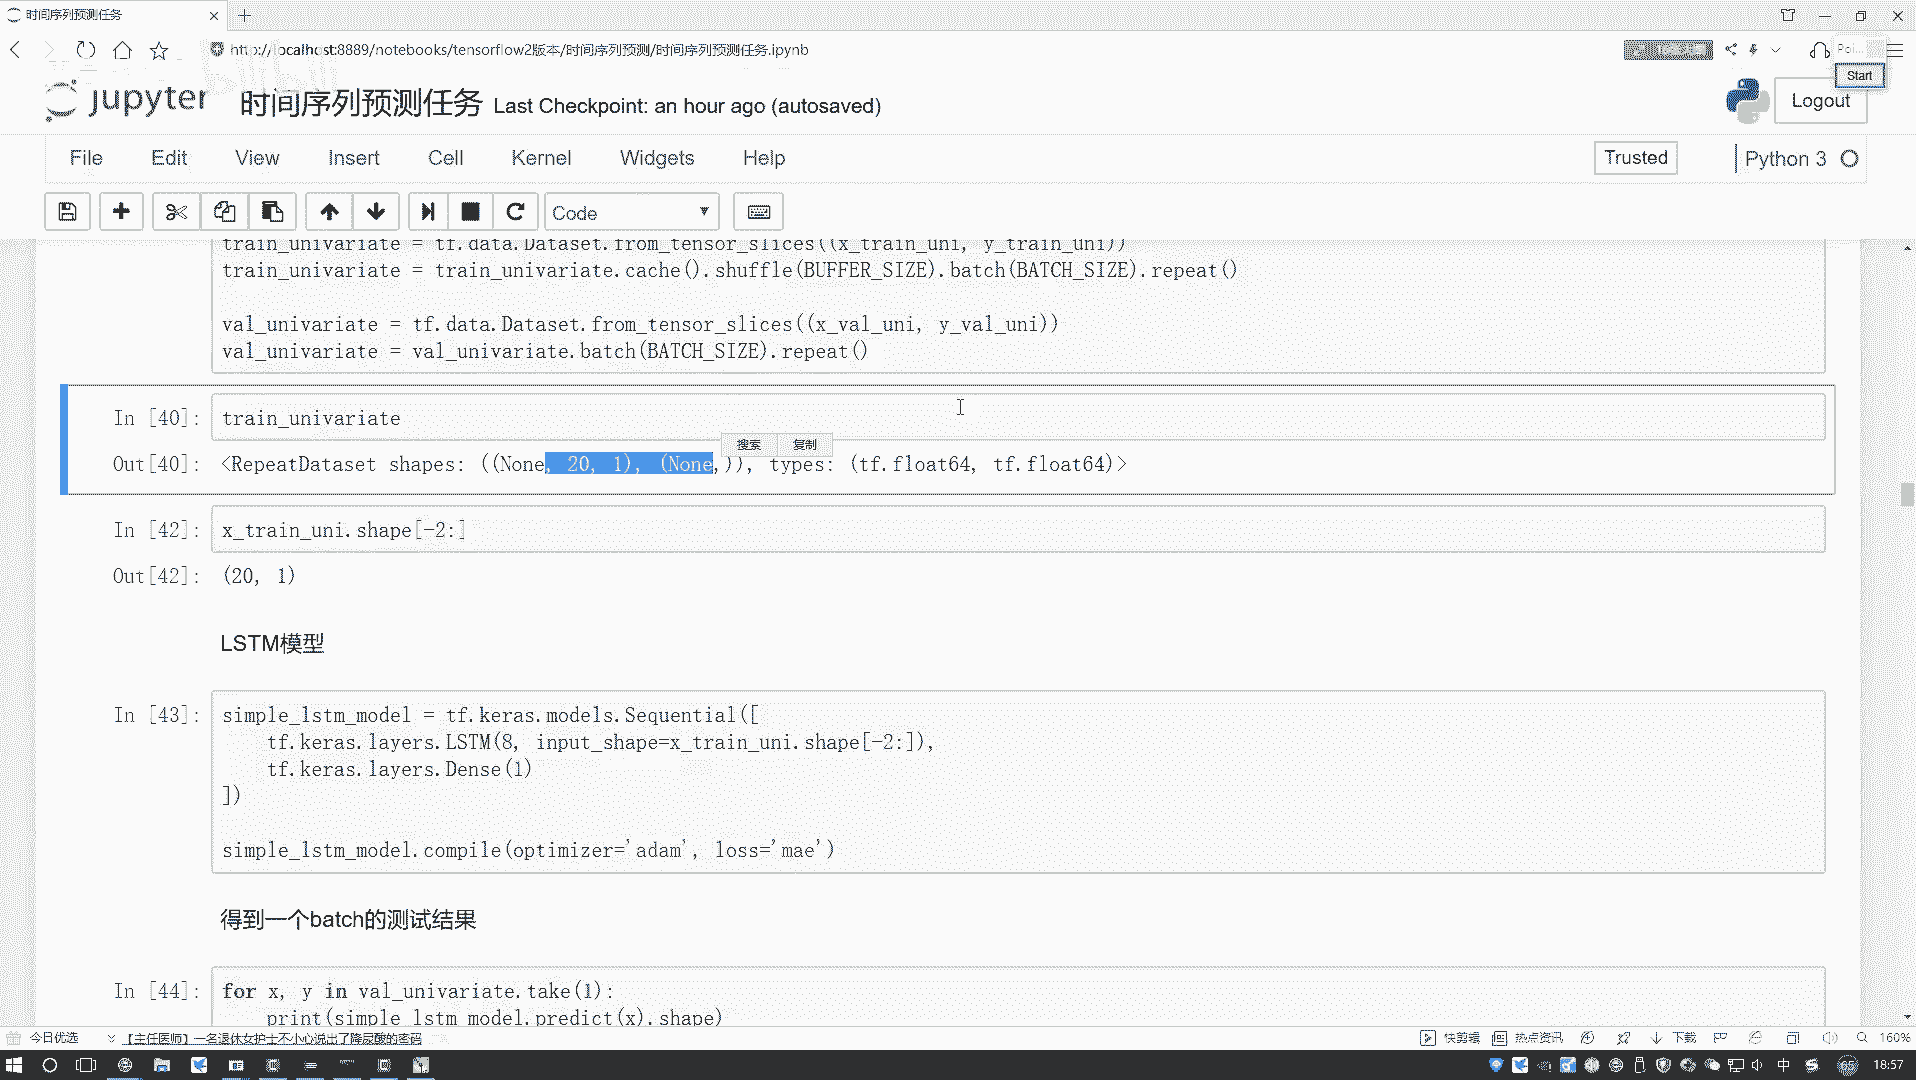 时间序列预测任务
http://localhost:8889/notebooks/tensorflow2版本/时间序列预测/时间序列预测任务.ipynb
Poi...
Start
jupyter 时间序列预测任务 Last Checkpoint: an hour ago (autosaved)
Logout
File Edit View Insert Cell Kernel Widgets Help
Trusted
Python 3
Code
train_univariate = tf.data.Dataset.from_tensor_slices((x_train_uni, y_train_uni))
train_univariate = train_univariate.cache().shuffle(BUFFER_SIZE).batch(BATCH_SIZE).repeat()
val_univariate = tf.data.Dataset.from_tensor_slices((x_val_uni, y_val_uni))
val_univariate = val_univariate.batch(BATCH_SIZE).repeat()
In [40]: train_univariate
搜索 复制
Out[40]: <RepeatDataset shapes: ((None, 20, 1), (None,)), types: (tf.float64, tf.float64)>
In [42]: x_train_uni.shape[-2:]
Out[42]: (20, 1)
LSTM模型
In [43]: simple_lstm_model = tf.keras.models.Sequential([
tf.keras.layers.LSTM(8, input_shape=x_train_uni.shape[-2:]),
tf.keras.layers.Dense(1)
])
simple_lstm_model.compile(optimizer='adam', loss='mae')
得到一个batch的测试结果
In [44]: for x, y in val_univariate.take(1):
print(simple_lstm_model.predict(x).shape)
今日优选
【主任医师】一名退休女护士不小心说出了降尿酸的密码
快剪辑 热点资讯 下载 160%
中 65 18:57